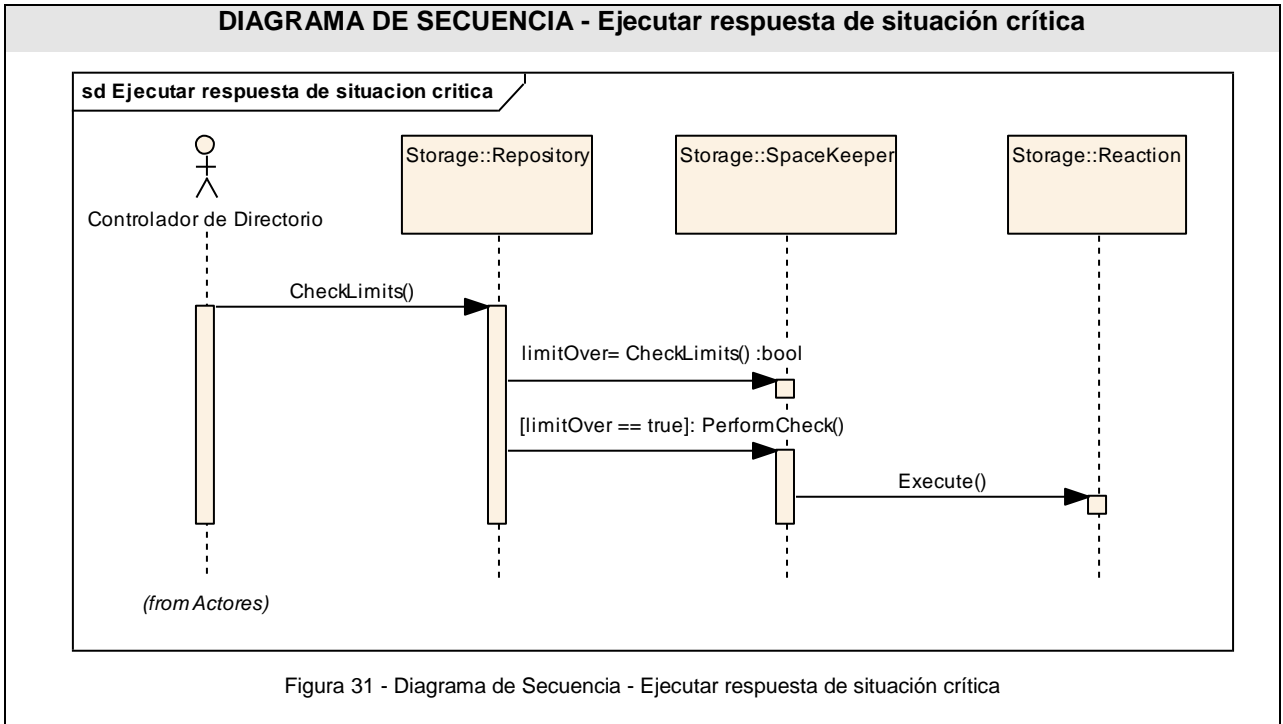 DIAGRAMA DE SECUENCIA - Ejecutar respuesta de situación crítica
sd Ejecutar respuesta de situacion critica
Storage::Repository
Storage::SpaceKeeper
Storage::Reaction
Controlador de Directorio
CheckLimits()
limitOver= CheckLimits() :bool
[limitOver == true]: PerformCheck()
Execute()
(from Actores)
Figura 31 - Diagrama de Secuencia - Ejecutar respuesta de situación crítica